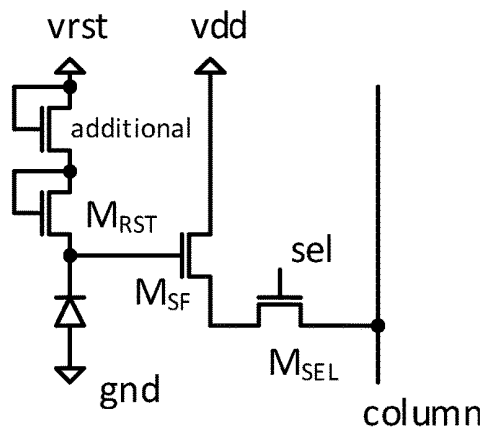 vrst
vdd
additional
MRST
sel
MSF
MSEL
gnd
column